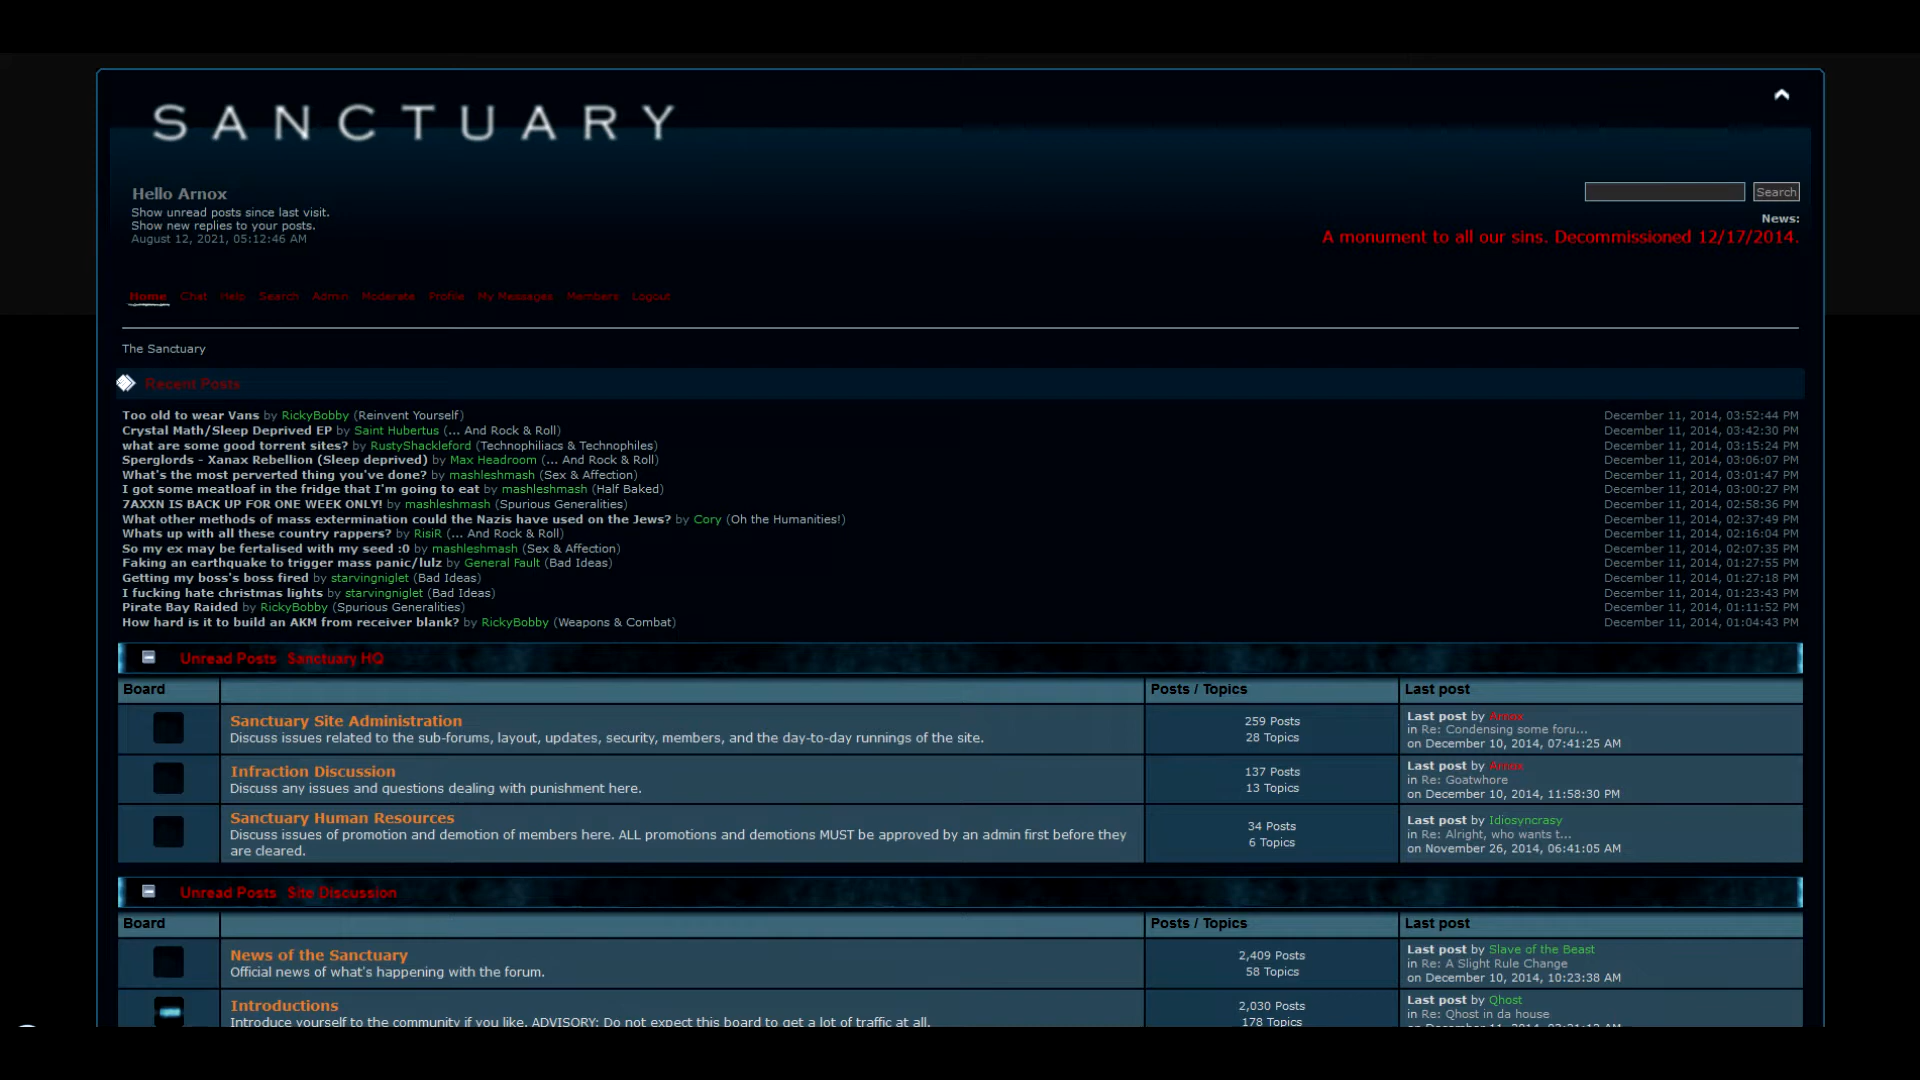 SANCTUARY
Hello Arnox
Show unread posts since last visit.
Show new replies to your posts.
August 12, 2021, 05:12:46 AM
Search
News:
A monument to all our sins. Decommissioned 12/17/2014.
Home Chat Help Search Admin Moderate Profile My Messages Members Logout
The Sanctuary
Recent Posts
Too old to wear Vans by RickyBobby (Reinvent Yourself) December 11, 2014, 03:52:44 PM
Crystal Math/Sleep Deprived EP by Saint Hubertus (... And Rock & Roll) December 11, 2014, 03:42:30 PM
what are some good torrent sites? by RustyShackleford (Technophiliacs & Technophiles) December 11, 2014, 03:15:24 PM
Sperglords - Xanax Rebellion (Sleep deprived) by Max Headroom (... And Rock & Roll) December 11, 2014, 03:06:07 PM
What's the most perverted thing you've done? by mashleshmash (Sex & Affection) December 11, 2014, 03:01:47 PM
I got some meatloaf in the fridge that I'm going to eat by mashleshmash (Half Baked) December 11, 2014, 03:00:27 PM
7AXXN IS BACK UP FOR ONE WEEK ONLY! by mashleshmash (Spurious Generalities) December 11, 2014, 02:58:36 PM
What other methods of mass extermination could the Nazis have used on the Jews? by Cory (Oh the Humanities!) December 11, 2014, 02:37:49 PM
Whats up with all these country rappers? by RisiR (... And Rock & Roll) December 11, 2014, 02:16:04 PM
So my ex may be fertalised with my seed :0 by mashleshmash (Sex & Affection) December 11, 2014, 02:07:35 PM
Faking an earthquake to trigger mass panic/lulz by General Fault (Bad Ideas) December 11, 2014, 01:27:55 PM
Getting my boss's boss fired by starvingniglet (Bad Ideas) December 11, 2014, 01:27:18 PM
I fucking hate christmas lights by starvingniglet (Bad Ideas) December 11, 2014, 01:23:43 PM
Pirate Bay Raided by RickyBobby (Spurious Generalities) December 11, 2014, 01:11:52 PM
How hard is it to build an AKM from receiver blank? by RickyBobby (Weapons & Combat) December 11, 2014, 01:04:43 PM
Unread Posts Sanctuary HQ
Board Posts / Topics Last post
Sanctuary Site Administration
Discuss issues related to the sub-forums, layout, updates, security, members, and the day-to-day runnings of the site.
259 Posts
28 Topics
Last post by Arnox
in Re: Condensing some foru...
on December 10, 2014, 07:41:25 AM
Infraction Discussion
Discuss any issues and questions dealing with punishment here.
137 Posts
13 Topics
Last post by Arnox
in Re: Goatwhore
on December 10, 2014, 11:58:30 PM
Sanctuary Human Resources
Discuss issues of promotion and demotion of members here. ALL promotions and demotions MUST be approved by an admin first before they
are cleared.
34 Posts
6 Topics
Last post by Idiosyncrasy
in Re: Alright, who wants t...
on November 26, 2014, 06:41:05 AM
Unread Posts Site Discussion
Board Posts / Topics Last post
News of the Sanctuary
Official news of what's happening with the forum.
2,409 Posts
58 Topics
Last post by Slave of the Beast
in Re: A Slight Rule Change
on December 10, 2014, 10:23:38 AM
Introductions
Introduce yourself to the community if you like. ADVISORY: Do not expect this board to get a lot of traffic at all.
2,030 Posts
178 Topics
Last post by Qhost
in Re: Qhost in da house